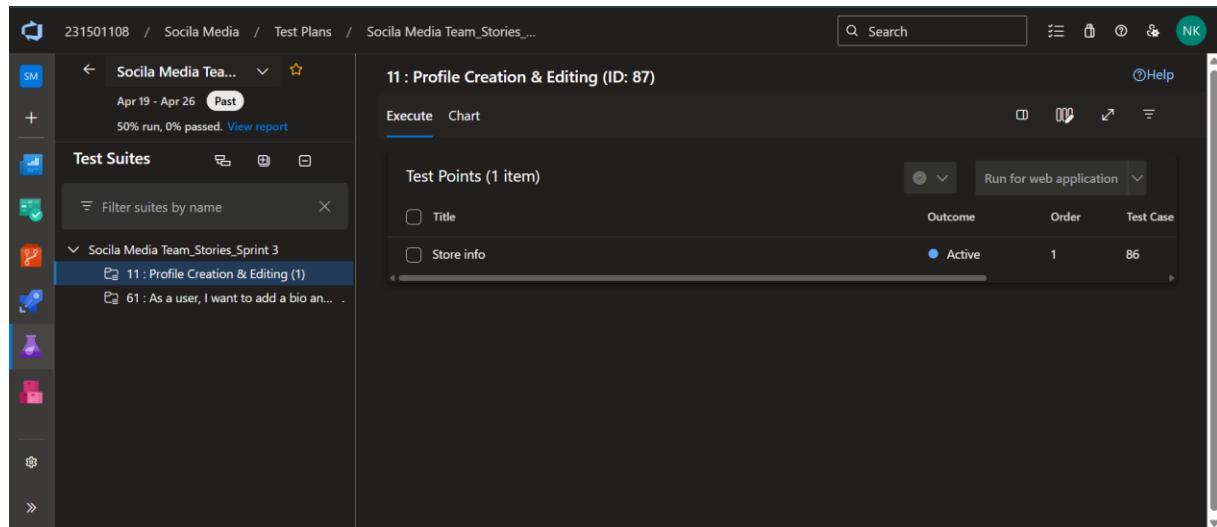 231501108 / Socila Media / Test Plans / Socila Media Team_Stories_...
Search
NK
SM
Socila Media Tea...
Apr 19 - Apr 26 Past
50% run, 0% passed. View report
Test Suites
Filter suites by name
Socila Media Team_Stories_Sprint 3
11 : Profile Creation & Editing (1)
61 : As a user, I want to add a bio an...
11 : Profile Creation & Editing (ID: 87)
Help
Execute Chart
Test Points (1 item)
Run for web application
Title Outcome Order Test Case
Store info Active 1 86